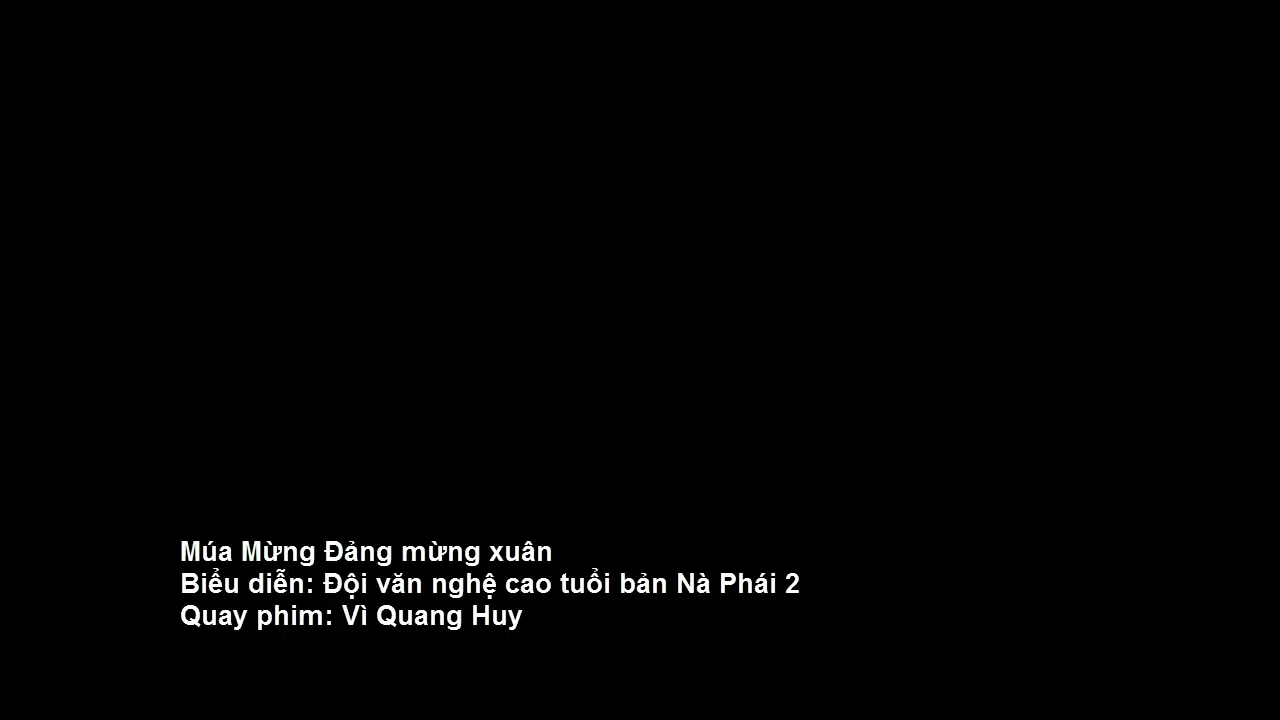 Múa Mừng Đảng mừng xuân
Biểu diễn: Đội văn nghệ cao tuổi bản Nà Phái 2
Quay phim: Vì Quang Huy